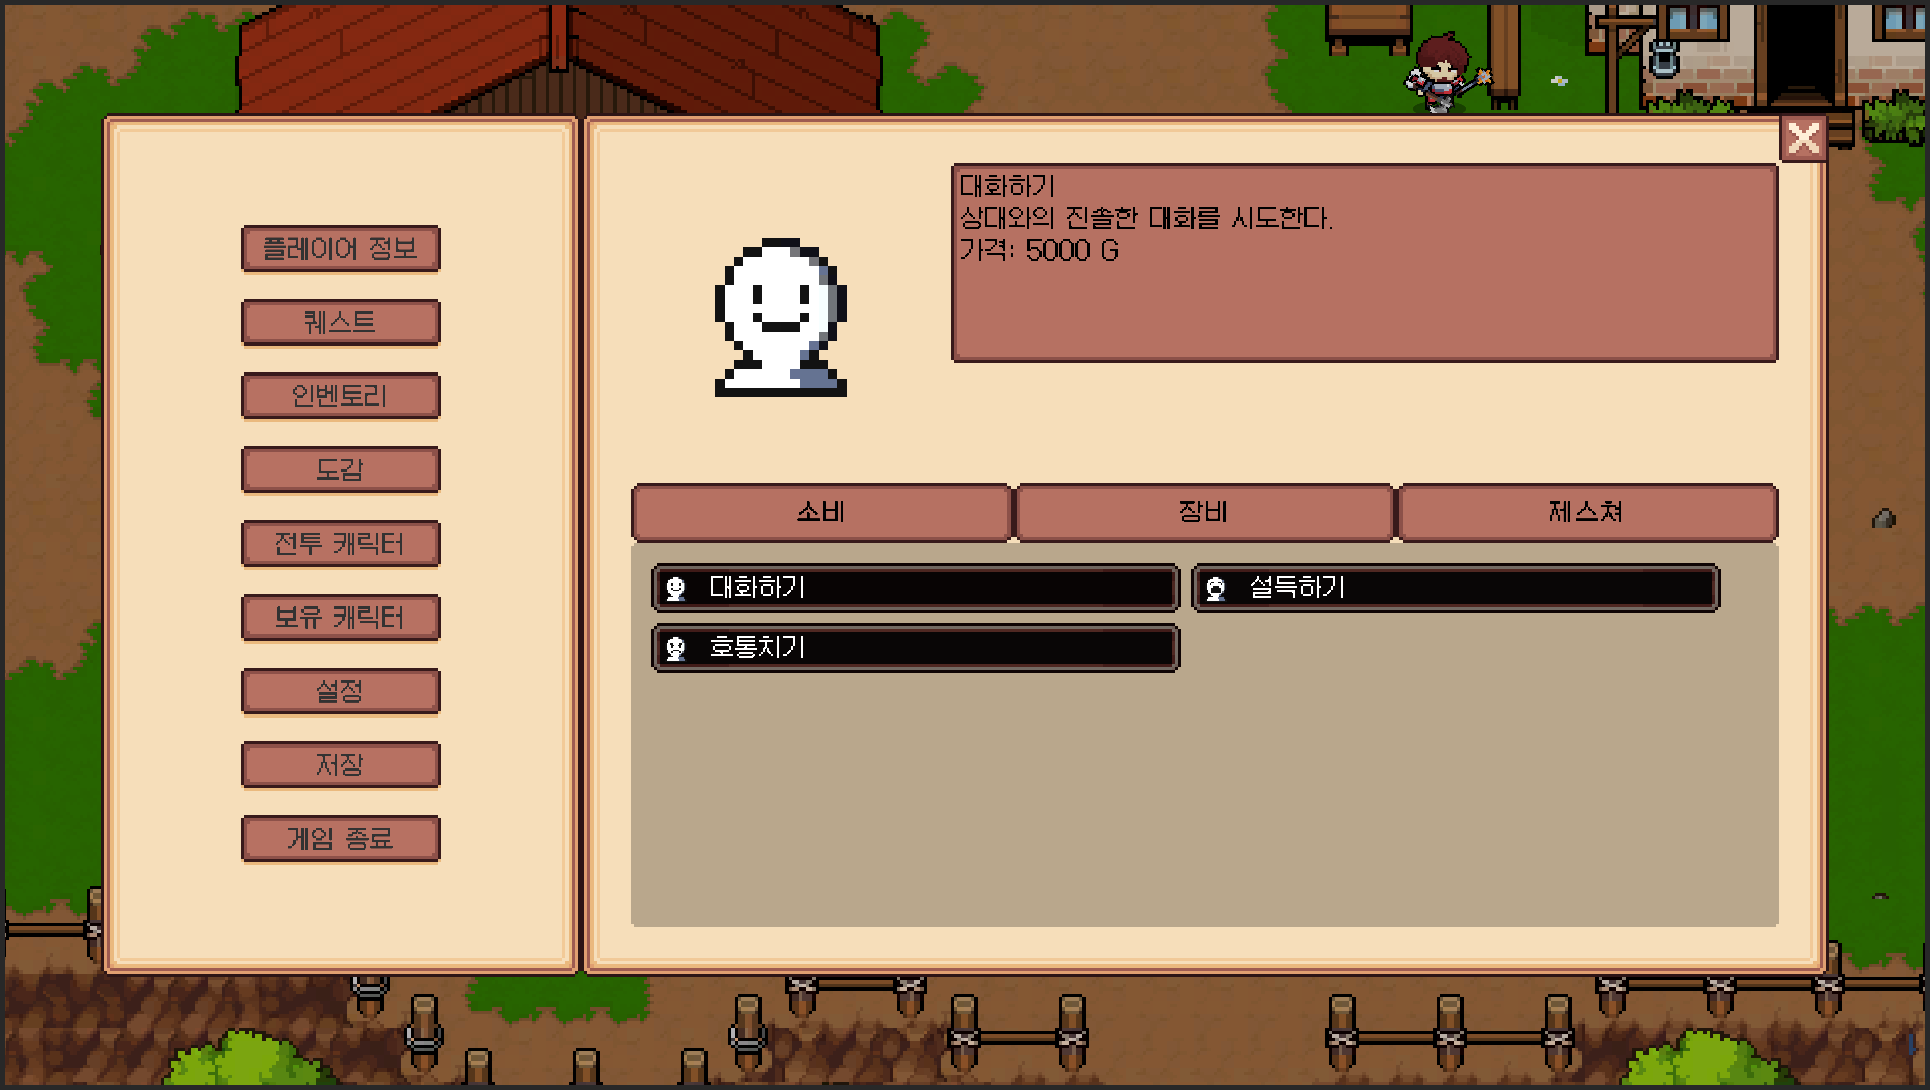 플레이어 정보
퀘스트
인벤토리
도감
전투 캐릭터
보유 캐릭터
설정
저장
게임 종료
대화하기
상대와의 진솔한 대화를 시도한다.
가격: 5000 G
소비
장비
제스쳐
대화하기
설득하기
호통치기